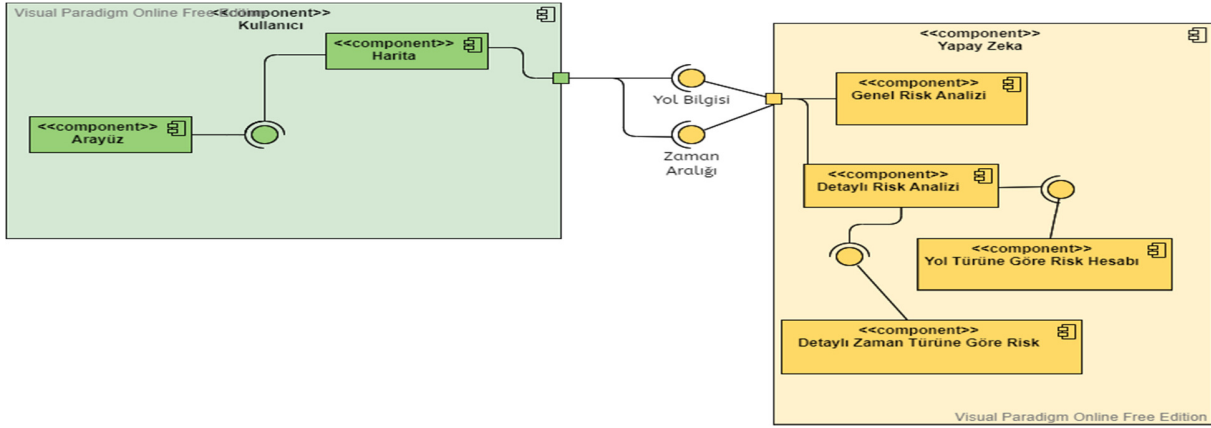 Visual Paradigm Online Free Edition
<<component>>
Kullanıcı
<<component>>
Harita
<<component>>
Arayüz
Yol Bilgisi
Zaman
Aralığı
<<component>>
Yapay Zeka
<<component>>
Genel Risk Analizi
<<component>>
Detaylı Risk Analizi
<<component>>
Yol Türüne Göre Risk Hesabı
<<component>>
Detaylı Zaman Türüne Göre Risk
Visual Paradigm Online Free Edition